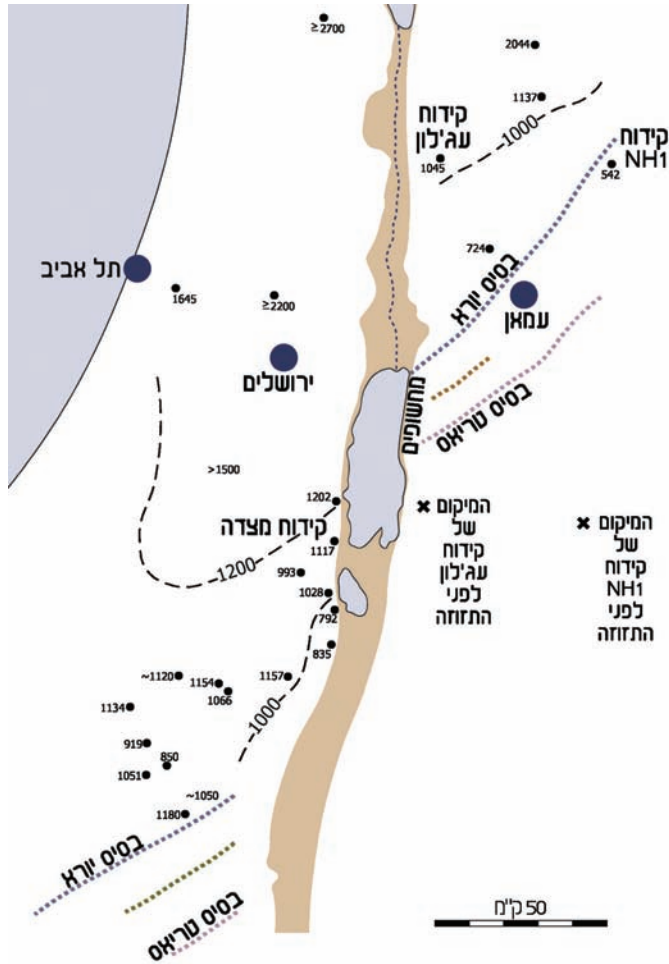 ≥2700
2044
1137
1000
קידוח
עג'לון
1045
קידוח
NH1
542
724
בסיס יורא
עמאן
תל אביב
1645
≥2200
ירושלים
מחשופים
בסיס טריאס
>1500
1202
קידוח מצדה
1200
1117
993
1028
792
835
המיקום
של
קידוח
עג'לון
לפני
התזוזה
המיקום
של
קידוח
NH1
לפני
התזוזה
~1120
1154
1066
1157
1000
1134
919
850
1051
~1050
1180
בסיס יורא
בסיס טריאס
50 ק"מ